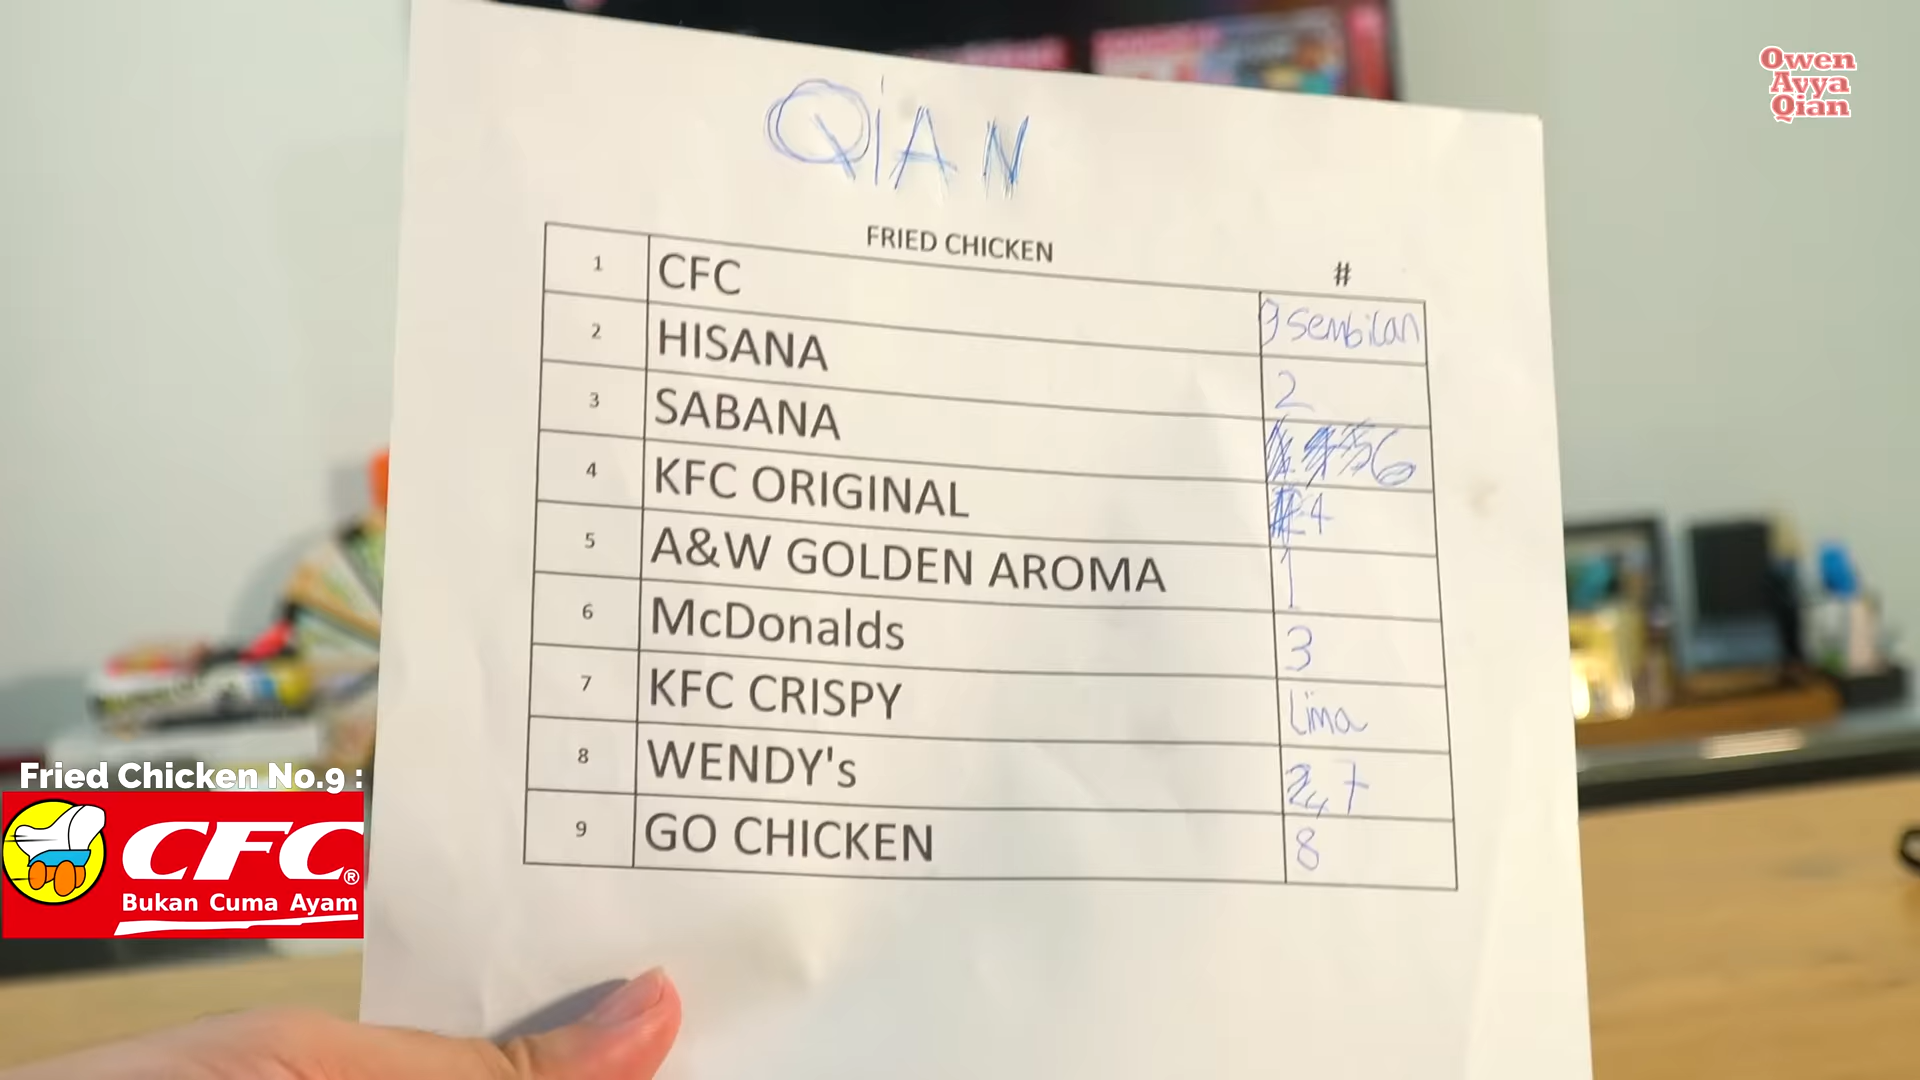 Owen
Avya
Qian
QiAN
FRIED CHICKEN #
1 CFC 9 sembilan
2 HISANA 2
3 SABANA 6
4 KFC ORIGINAL 4
5 A&W GOLDEN AROMA 1
6 McDonalds 3
7 KFC CRISPY Lima
8 WENDY's 7
9 GO CHICKEN 8
Fried Chicken No.9 :
CFC®
Bukan Cuma Ayam